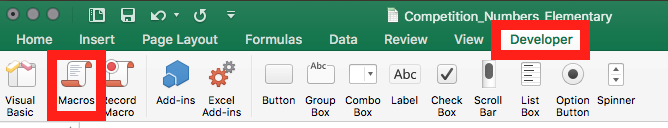 Competition_Numbers_Elementary
Home Insert Page Layout Formulas Data Review View Developer
Visual Basic Macros Record Macro Add-ins Excel Add-ins Button Group Box Combo Box Abc Label Check Box Scroll Bar List Box Option Button Spinner